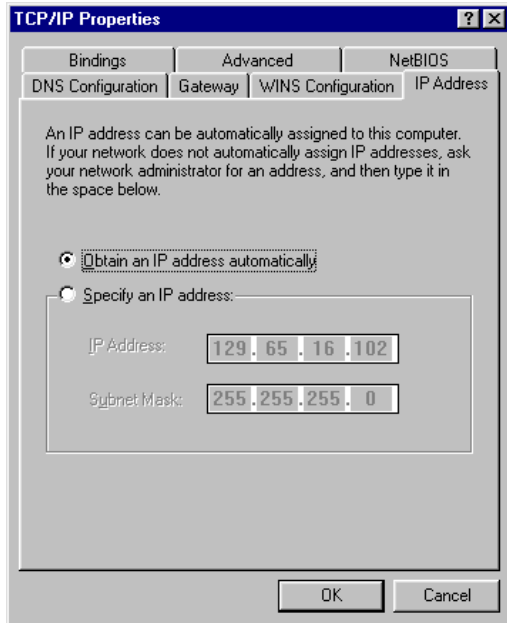 TCP/IP Properties
Bindings Advanced NetBIOS
DNS Configuration Gateway WINS Configuration IP Address
An IP address can be automatically assigned to this computer.
If your network does not automatically assign IP addresses, ask
your network administrator for an address, and then type it in
the space below.
Obtain an IP address automatically
Specify an IP address:
IP Address: 129 . 65 . 16 .102
Subnet Mask: 255 .255 .255 . 0
OK Cancel